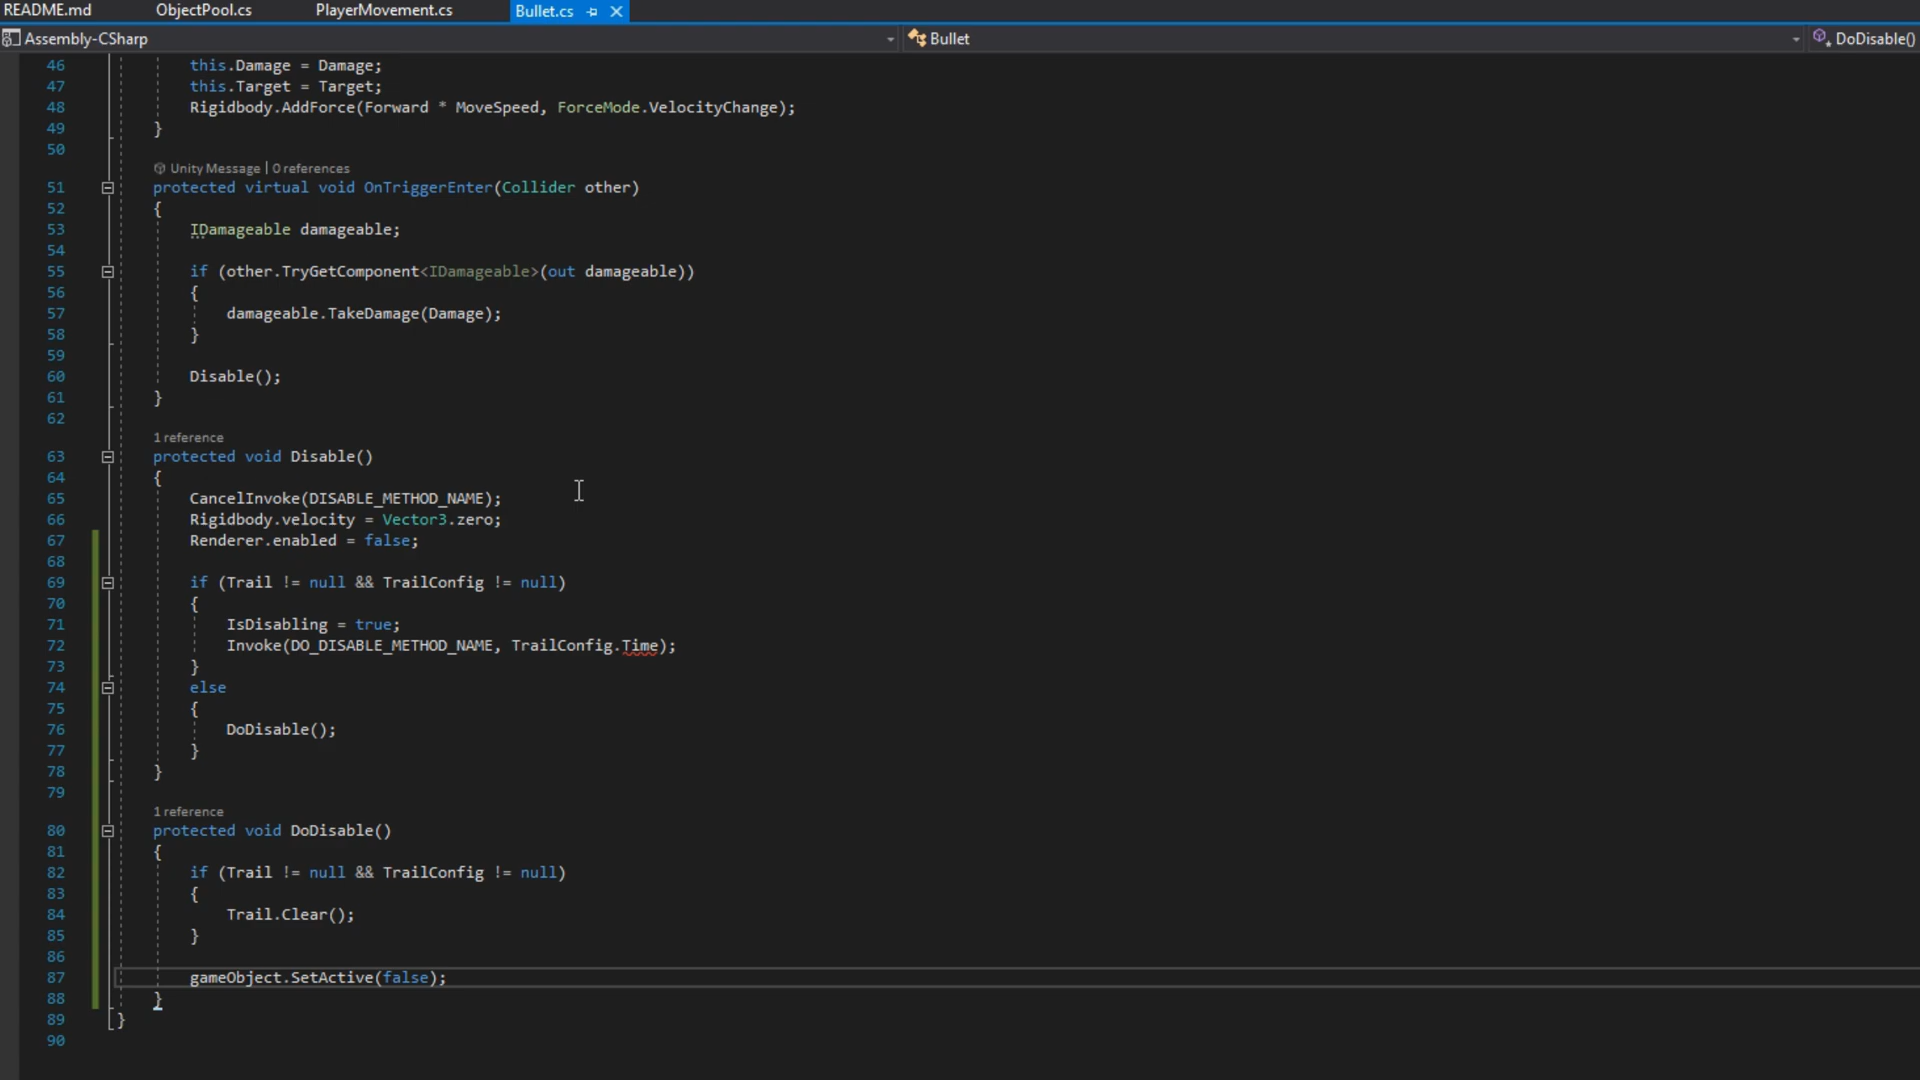 README.md ObjectPool.cs PlayerMovement.cs Bullet.cs
Assembly-CSharp Bullet DoDisable()
46 this.Damage = Damage;
47 this.Target = Target;
48 Rigidbody.AddForce(Forward * MoveSpeed, ForceMode.VelocityChange);
49 }
50
Unity Message | 0 references
51 protected virtual void OnTriggerEnter(Collider other)
52 {
53 IDamageable damageable;
54
55 if (other.TryGetComponent<IDamageable>(out damageable))
56 {
57 damageable.TakeDamage(Damage);
58 }
59
60 Disable();
61 }
62
1 reference
63 protected void Disable()
64 {
65 CancelInvoke(DISABLE_METHOD_NAME);
66 Rigidbody.velocity = Vector3.zero;
67 Renderer.enabled = false;
68
69 if (Trail != null && TrailConfig != null)
70 {
71 IsDisabling = true;
72 Invoke(DO_DISABLE_METHOD_NAME, TrailConfig.Time);
73 }
74 else
75 {
76 DoDisable();
77 }
78 }
79
1 reference
80 protected void DoDisable()
81 {
82 if (Trail != null && TrailConfig != null)
83 {
84 Trail.Clear();
85 }
86
87 gameObject.SetActive(false);
88 }
89 }
90